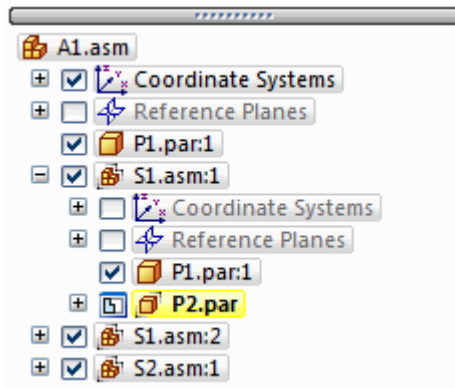 A1.asm
Coordinate Systems
Reference Planes
P1.par:1
S1.asm:1
Coordinate Systems
Reference Planes
P1.par:1
P2.par
S1.asm:2
S2.asm:1